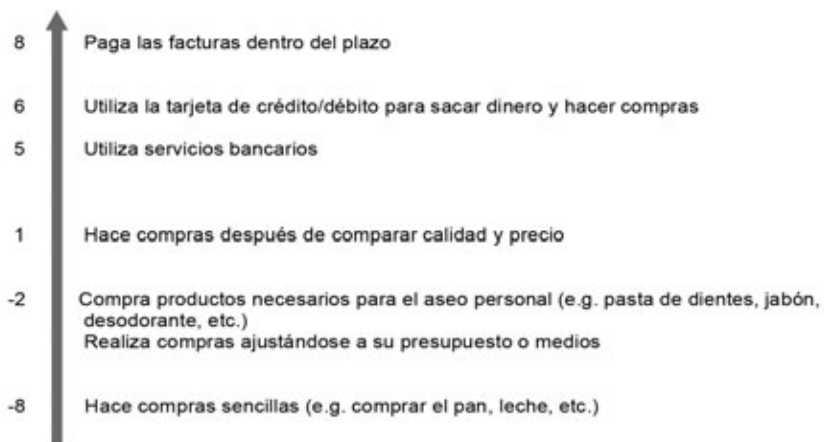 8 Paga las facturas dentro del plazo
6 Utiliza la tarjeta de crédito/débito para sacar dinero y hacer compras
5 Utiliza servicios bancarios
1 Hace compras después de comparar calidad y precio
-2 Compra productos necesarios para el aseo personal (e.g. pasta de dientes, jabón,
desodorante, etc.)
Realiza compras ajustándose a su presupuesto o medios
-8 Hace compras sencillas (e.g. comprar el pan, leche, etc.)